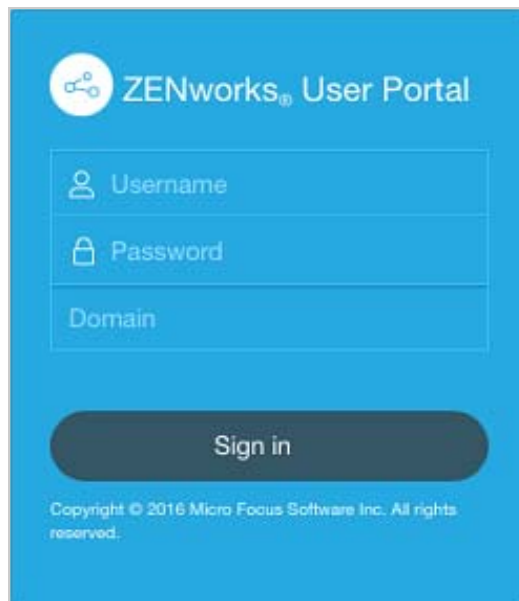 ZENworks® User Portal
Username
Password
Domain
Sign in
Copyright © 2016 Micro Focus Software Inc. All rights
reserved.